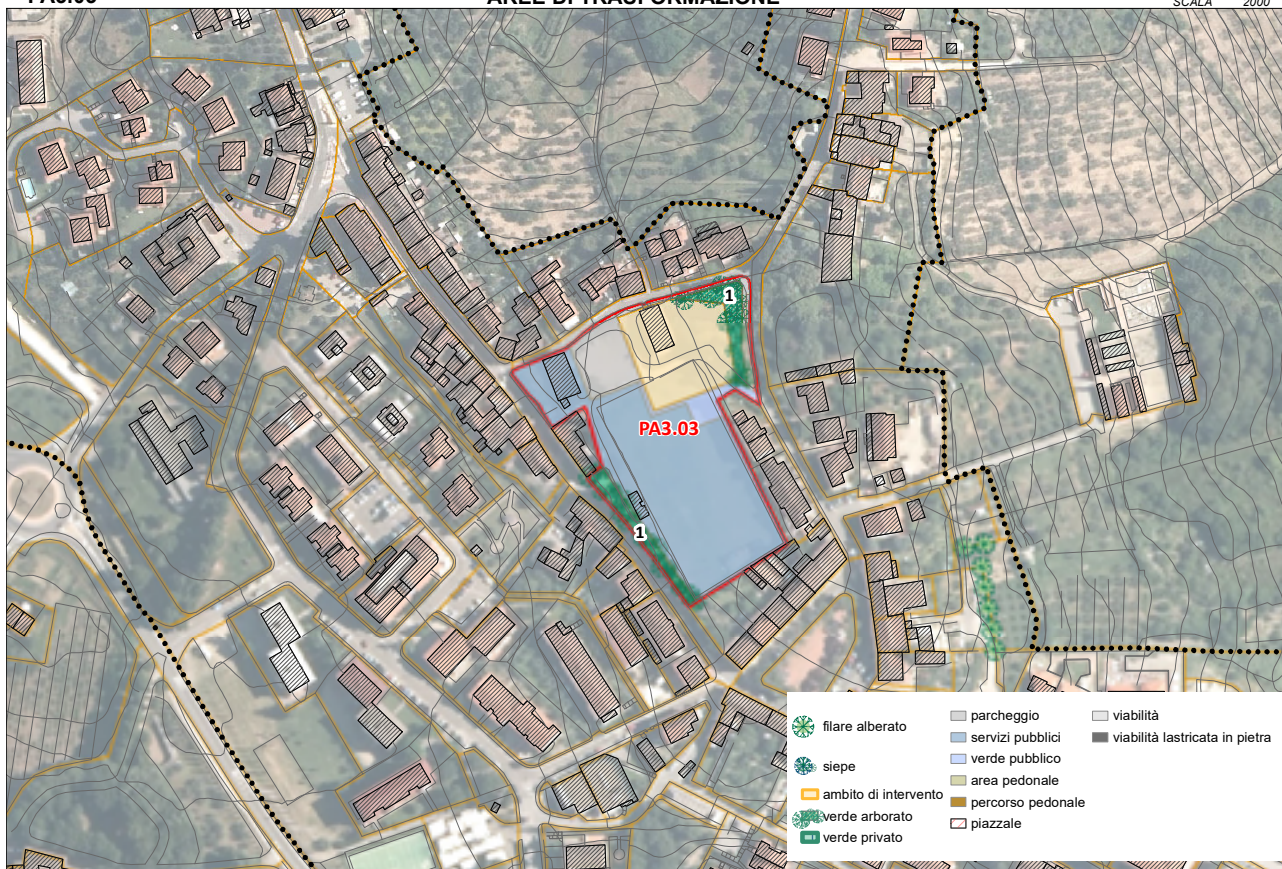 AREE DI TRASFORMAZIONE
SCALA 2000
1
PA3.03
1
filare alberato
siepe
ambito di intervento
verde arborato
verde privato
parcheggio
servizi pubblici
verde pubblico
area pedonale
percorso pedonale
piazzale
viabilità
viabilità lastricata in pietra